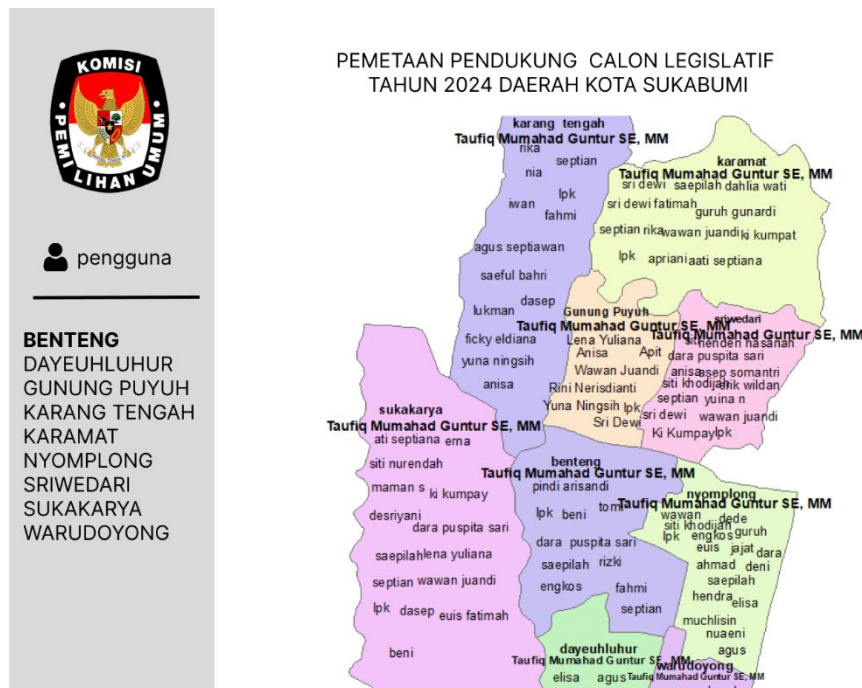 KOMISI
PEMILIHAN UMUM
pengguna
BENTENG
DAYEUHLUHUR
GUNUNG PUYUH
KARANG TENGAH
KARAMAT
NYOMPLONG
SRIWEDARI
SUKAKARYA
WARUDOYONG
PEMETAAN PENDUKUNG CALON LEGISLATIF
TAHUN 2024 DAERAH KOTA SUKABUMI
karang tengah
Taufiq Mumahad Guntur SE, MM
rika
septian
nia
lpk
iwan
fahmi
agus septiawan
saeful bahri
dasep
lukman
ficky eldiana
yuna ningsih
anisa
karamat
Taufiq Mumahad Guntur SE, MM
sri dewi saepilah dahlia wati
sri dewi fatimah
guruh gunardi
septian rika wawan juandi ki kumpat
lpk apriani aati septiana
Gunung Puyuh
Taufiq Mumahad Guntur SE, MM
Lena Yuliana
Anisa Apit
Wawan Juandi
Rini Nerisdianti
Yuna Ningsih lpk
Sri Dewi
sriwedari
Taufiq Mumahad Guntur SE, MM
siti nenden hasanah
dara puspita sari
anisa asep somantri
siti khodijah erik wildan
septian yuina n
sri dewi wawan juandi
Ki Kumpay lpk
sukakarya
Taufiq Mumahad Guntur SE, MM
ati septiana erna
siti nurendah
maman s ki kumpay
desriyani
dara puspita sari
saepilah lena yuliana
septian wawan juandi
lpk dasep euis fatimah
beni
benteng
Taufiq Mumahad Guntur SE, MM
pindi arisandi
tomi
lpk beni
dara puspita sari
saepilah rizki
engkos fahmi
septian
nyomplong
Taufiq Mumahad Guntur SE, MM
wawan dede
siti khodijah guruh
lpk engkos
euis jajat dara
ahmad deni
saepilah
hendra elisa
muchlisin
nuaeni
agus
dayeuhluhur
Taufiq Mumahad Guntur SE, MM
elisa agus
warudoyong
Taufiq Mumahad Guntur SE, MM